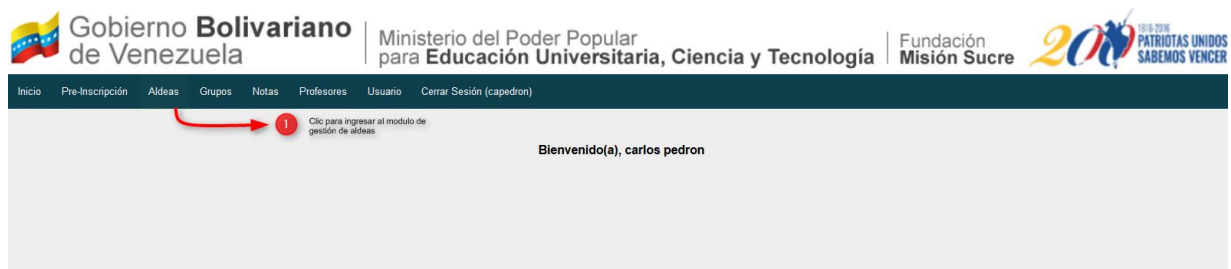 Gobierno Bolivariano
de Venezuela
Ministerio del Poder Popular
para Educación Universitaria, Ciencia y Tecnología
Fundación
Misión Sucre
200
1816-2016
PATRIOTAS UNIDOS
SABEMOS VENCER
Inicio Pre-Inscripción Aldeas Grupos Notas Profesores Usuario Cerrar Sesión (capedron)
1
Clic para ingresar al modulo de
gestión de aldeas
Bienvenido(a), carlos pedron